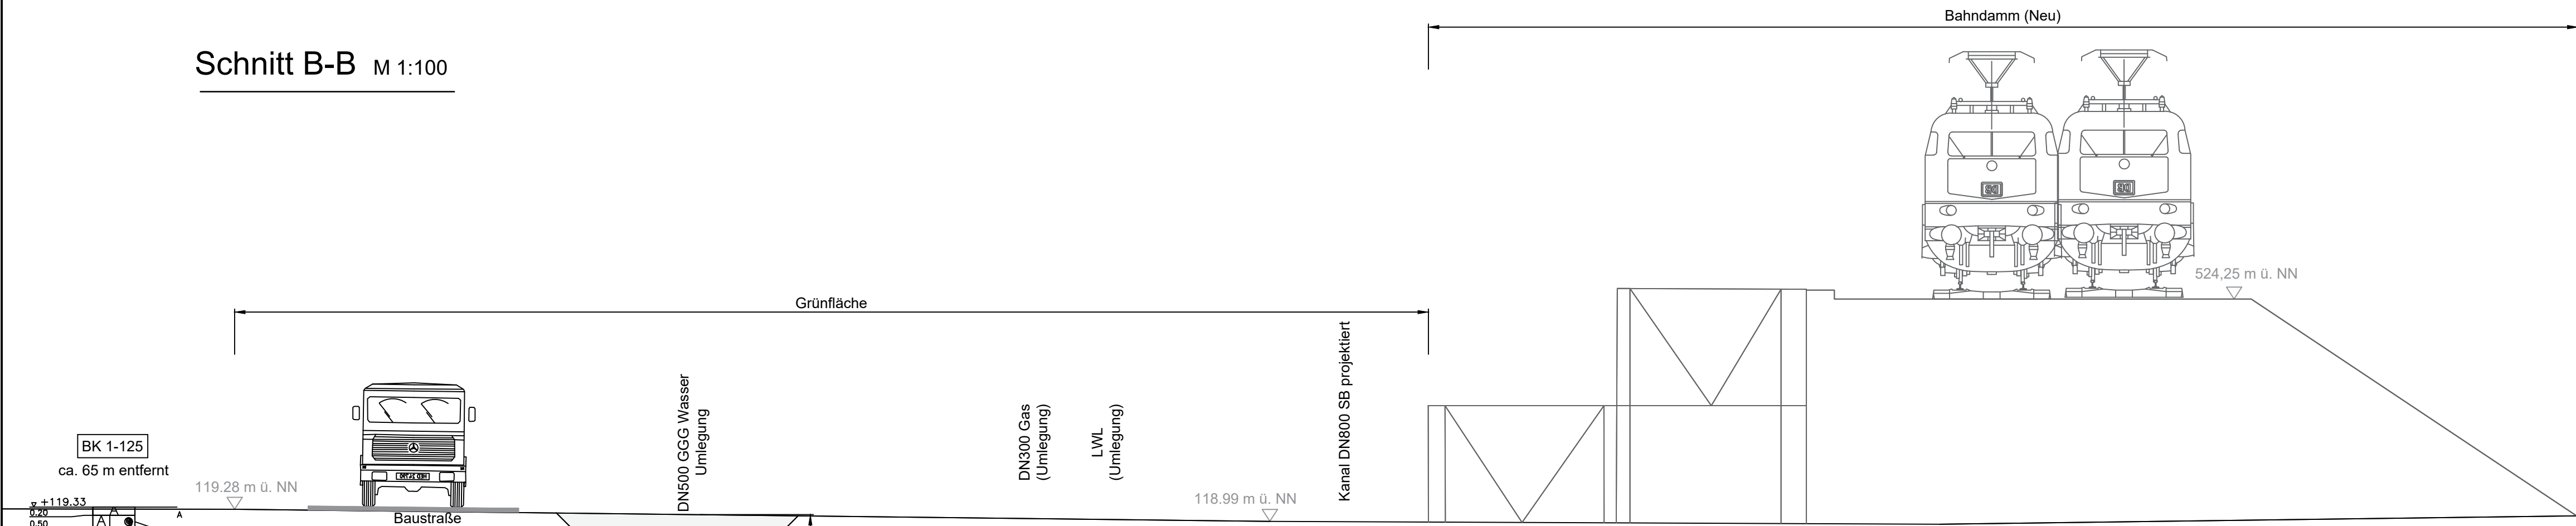 Schnitt B-B M 1:100
Bahndamm (Neu)
524,25 m ü. NN
Grünfläche
DN500 GGG Wasser
Umlegung
DN300 Gas
(Umlegung)
LWL
(Umlegung)
Kanal DN800 SB projektiert
BK 1-125
ca. 65 m entfernt
119.28 m ü. NN
118.99 m ü. NN
+119.33
0.20
0.50
A
A
A
Baustraße